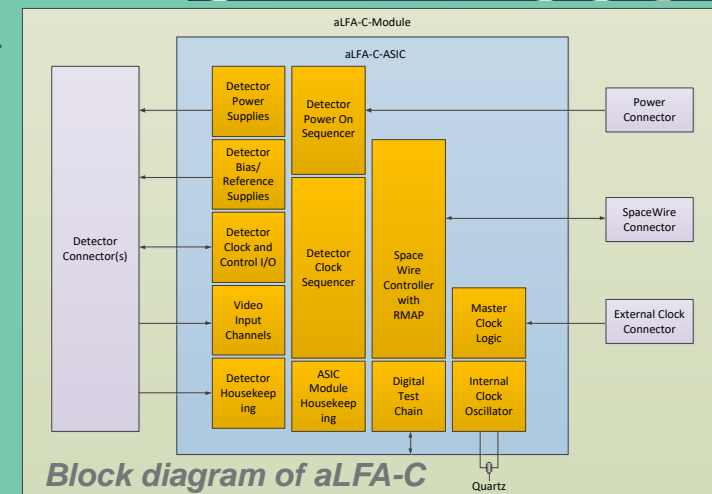 aLFA-C-Module
aLFA-C-ASIC
Detector
Connector(s)
Detector
Power
Supplies
Detector
Bias/
Reference
Supplies
Detector
Clock and
Control I/O
Video
Input
Channels
Detector
Housekeep
ing
Detector
Power On
Sequencer
Detector
Clock
Sequencer
ASIC
Module
Housekeep
ing
Space
Wire
Controller
with
RMAP
Digital
Test
Chain
Master
Clock
Logic
Internal
Clock
Oscillator
Power
Connector
SpaceWire
Connector
External Clock
Connector
Quartz
Block diagram of aLFA-C